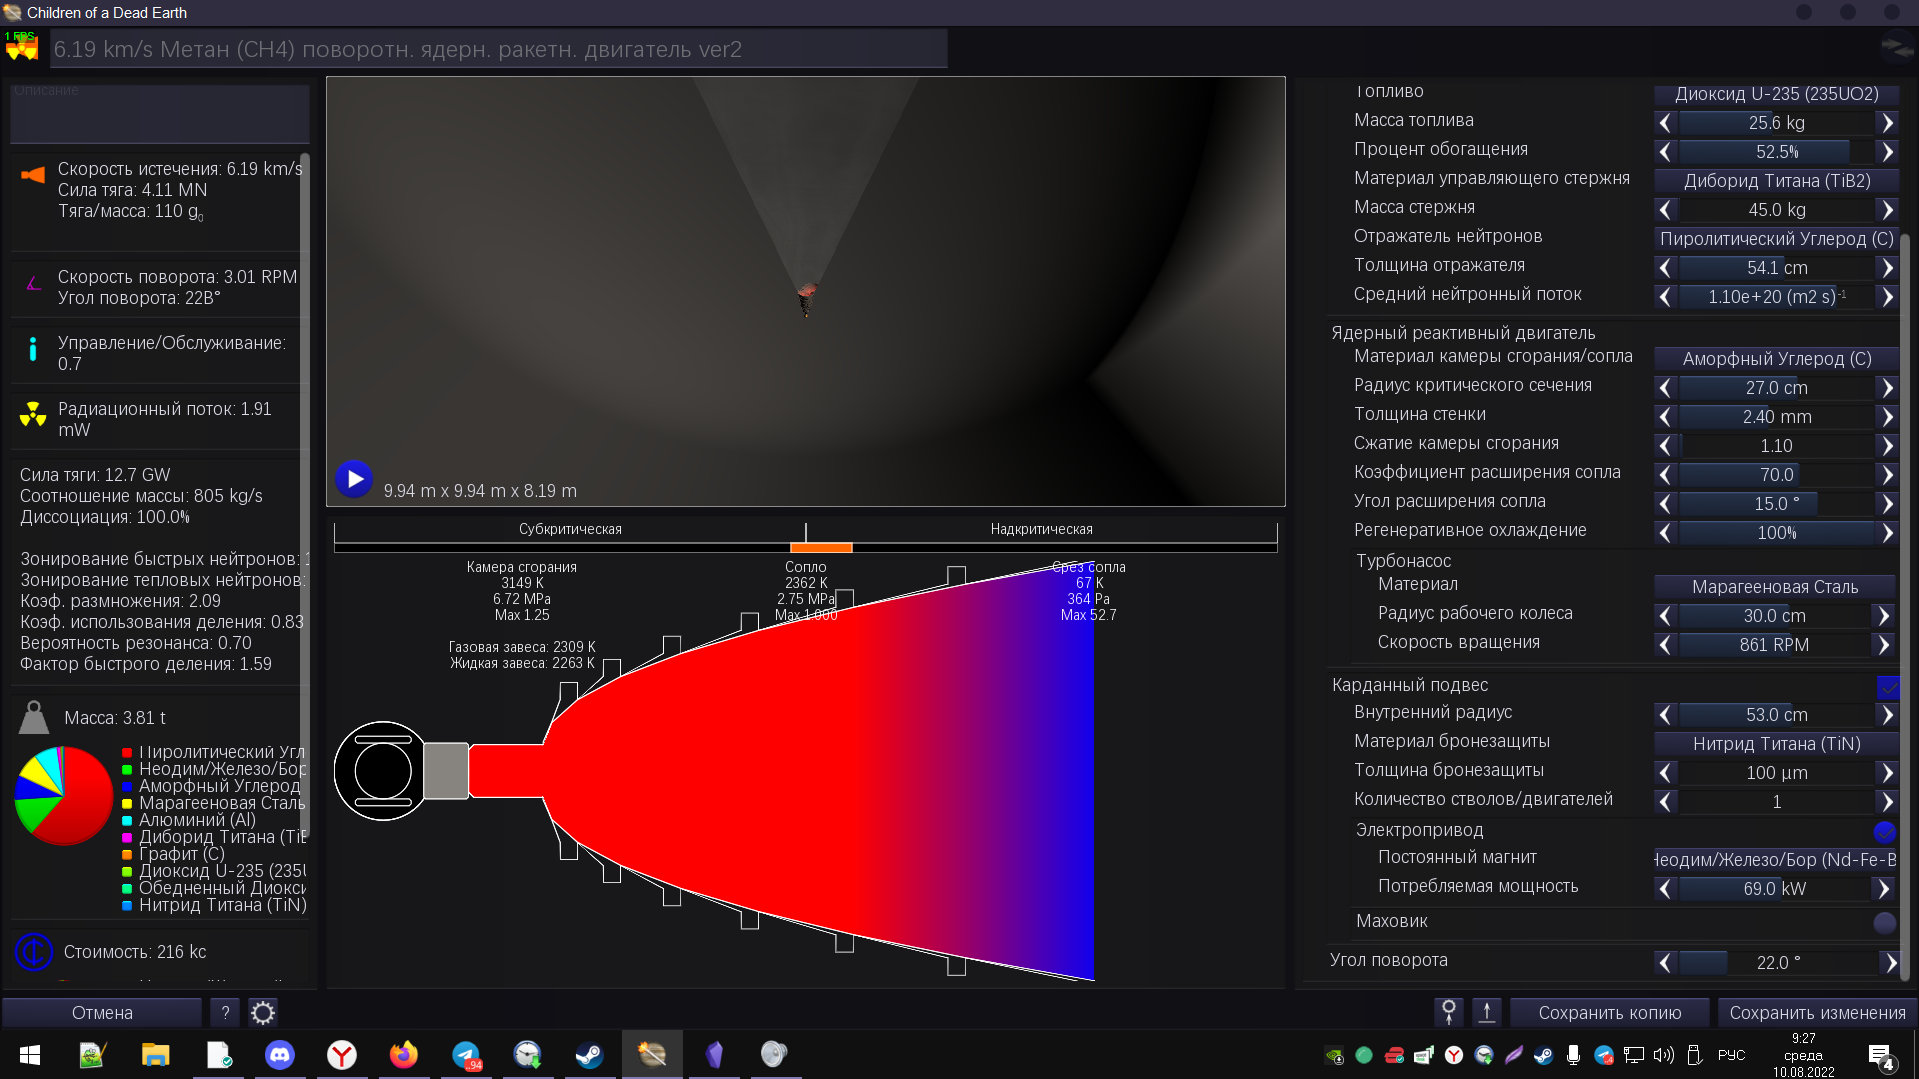 Children of a Dead Earth
1 FPS
6.19 km/s Метан (CH4) поворотн. ядерн. ракетн. двигатель ver2
Описание
Скорость истечения: 6.19 km/s
Сила тяга: 4.11 MN
Тяга/масса: 110 g0
Скорость поворота: 3.01 RPM
Угол поворота: 22В°
Управление/Обслуживание:
0.7
Радиационный поток: 1.91
mW
Сила тяги: 12.7 GW
Соотношение массы: 805 kg/s
Диссоциация: 100.0%
Зонирование быстрых нейтронов:
Зонирование тепловых нейтронов:
Коэф. размножения: 2.09
Коэф. использования деления: 0.83
Вероятность резонанса: 0.70
Фактор быстрого деления: 1.59
Масса: 3.81 t
Пиролитический Угл
Неодим/Железо/Бор
Аморфный Углерод
Марагееновая Сталь
Алюминий (Al)
Диборид Титана (TiB
Графит (C)
Диоксид U-235 (235U
Обедненный Диокси
Нитрид Титана (TiN)
Стоимость: 216 kc
9.94 m x 9.94 m x 8.19 m
Субкритическая
Надкритическая
Камера сгорания
3149 K
6.72 MPa
Max 1.25
Сопло
2362 K
2.75 MPa
Max 1.000
Срез сопла
67 K
364 Pa
Max 52.7
Газовая завеса: 2309 K
Жидкая завеса: 2263 K
Топливо
Диоксид U-235 (235UO2)
Масса топлива
25.6 kg
Процент обогащения
52.5%
Материал управляющего стержня
Диборид Титана (TiB2)
Масса стержня
45.0 kg
Отражатель нейтронов
Пиролитический Углерод (C)
Толщина отражателя
54.1 cm
Средний нейтронный поток
1.10e+20 (m2 s)-1
Ядерный реактивный двигатель
Материал камеры сгорания/сопла
Аморфный Углерод (C)
Радиус критического сечения
27.0 cm
Толщина стенки
2.40 mm
Сжатие камеры сгорания
1.10
Коэффициент расширения сопла
70.0
Угол расширения сопла
15.0 °
Регенеративное охлаждение
100%
Турбонасос
Материал
Марагееновая Сталь
Радиус рабочего колеса
30.0 cm
Скорость вращения
861 RPM
Карданный подвес
Внутренний радиус
53.0 cm
Материал бронезащиты
Нитрид Титана (TiN)
Толщина бронезащиты
100 µm
Количество стволов/двигателей
1
Электропривод
Постоянный магнит
Неодим/Железо/Бор (Nd-Fe-B
Потребляемая мощность
69.0 kW
Маховик
Угол поворота
22.0 °
Отмена
?
Сохранить копию
Сохранить изменения
..94
РУС
9:27
среда
10.08.2022
4